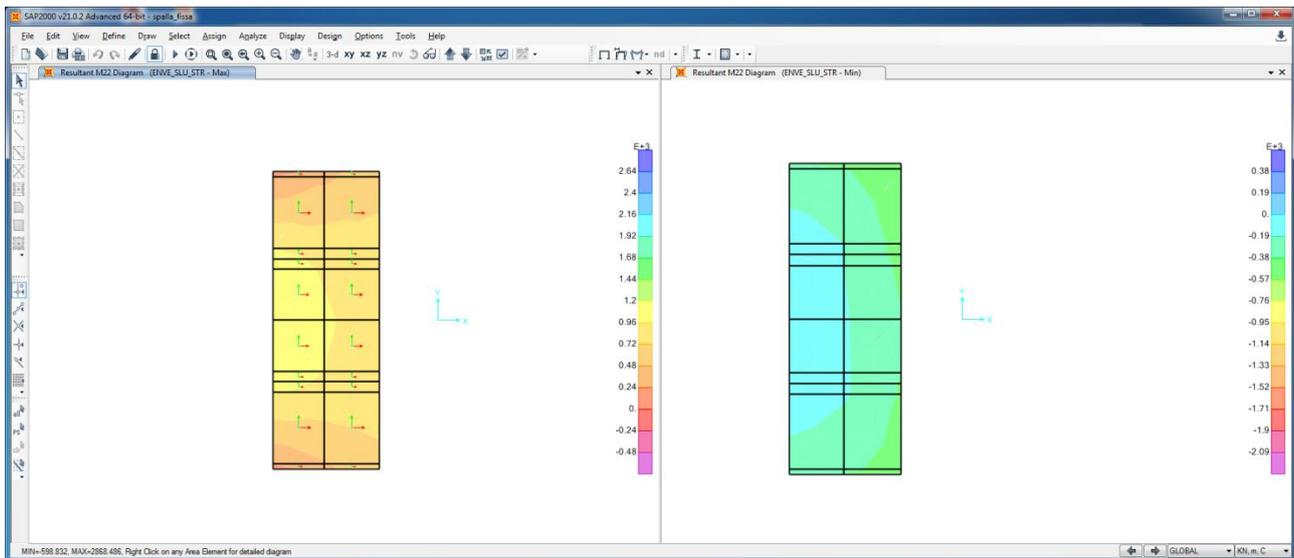 SAP2000 v21.0.2 Advanced 64-bit - spalla_fissa
File Edit View Define Draw Select Assign Analyze Display Design Options Tools Help
3-d xy xz yz nv nd
Resultant M22 Diagram (ENVE_SLU_STR - Max)
Resultant M22 Diagram (ENVE_SLU_STR - Min)
E+3
2.64
2.4
2.16
1.92
1.68
1.44
1.2
0.96
0.72
0.48
0.24
0.
-0.24
-0.48
Y
X
E+3
0.38
0.19
0.
-0.19
-0.38
-0.57
-0.76
-0.95
-1.14
-1.33
-1.52
-1.71
-1.9
-2.09
Y
X
all
PS
MIN=-598.832, MAX=2868.486, Right Click on any Area Element for detailed diagram
GLOBAL
KN, m, C